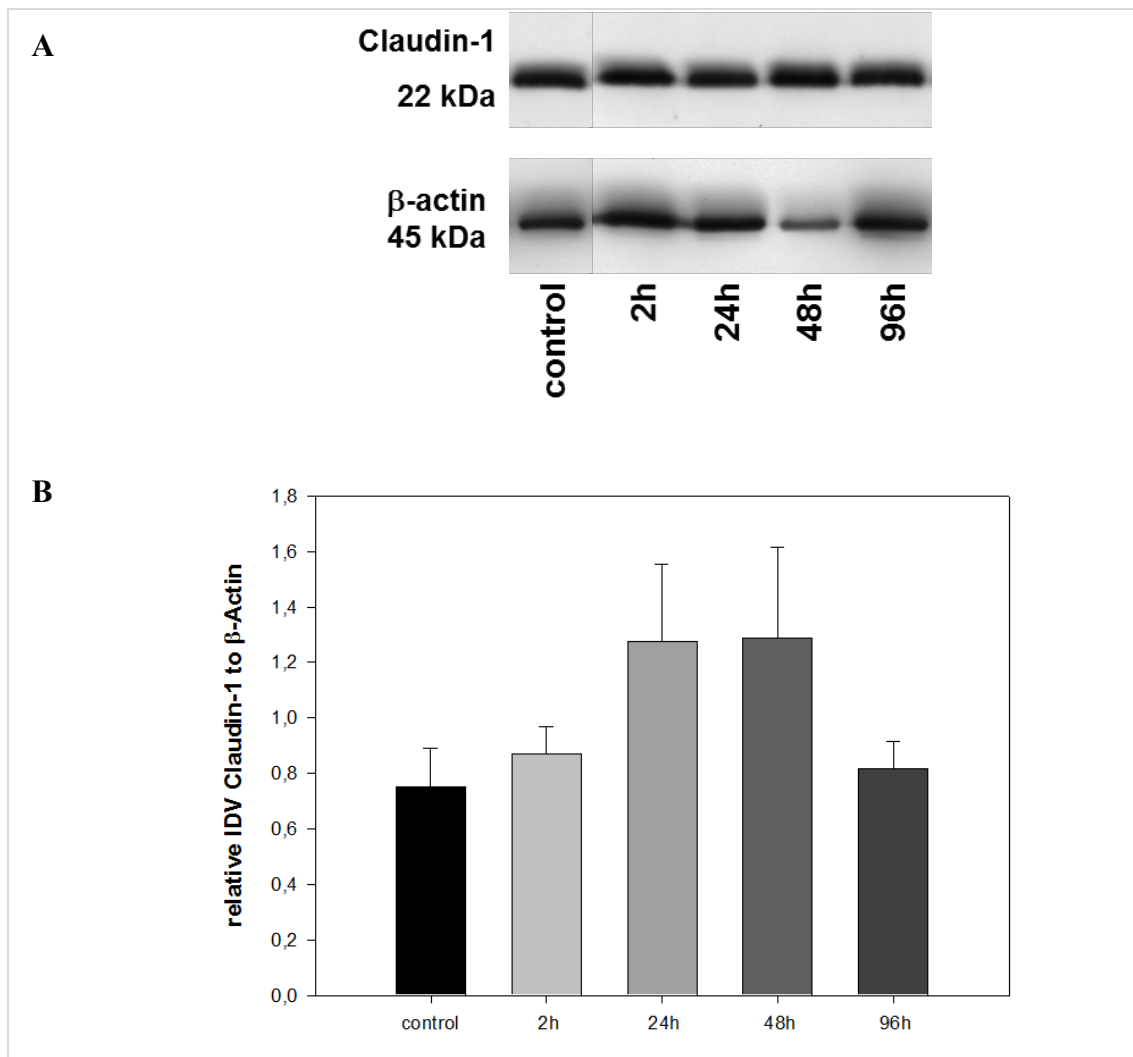 A
Claudin-1
22 kDa
β-actin
45 kDa
control
2h
24h
48h
96h
B
relative IDV Claudin-1 to β-Actin
1,8
1,6
1,4
1,2
1,0
0,8
0,6
0,4
0,2
0,0
control 2h 24h 48h 96h